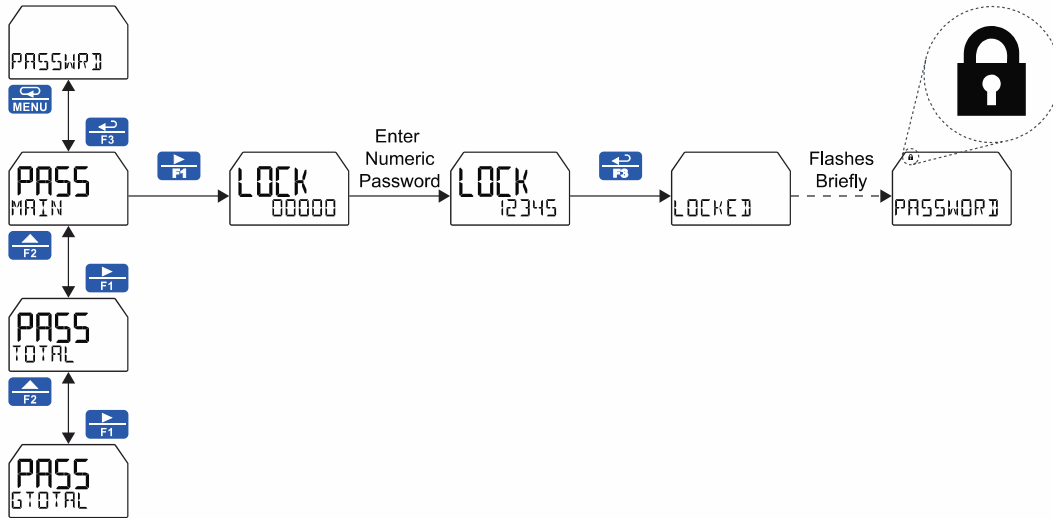 PASSWRD
MENU
F3
PASS
MAIN
F1
LOCK
00000
Enter
Numeric
Password
LOCK
12345
F3
LOCKED
Flashes
Briefly
PASSWORD
F2
F1
PASS
TOTAL
F2
F1
PASS
GTOTAL